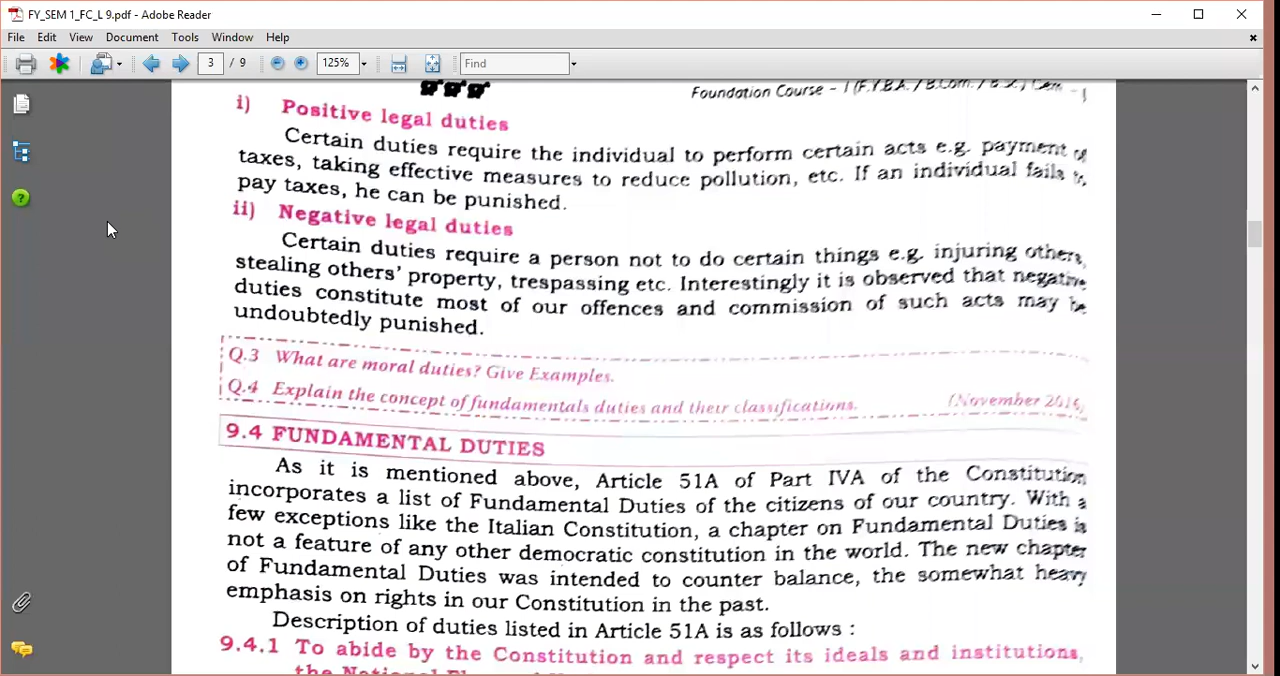 FY_SEM 1_FC_L 9.pdf - Adobe Reader
File Edit View Document Tools Window Help
3 / 9 125% Find
Foundation Course - I (F.Y.B.A. / B.Com. /
i) Positive legal duties
Certain duties require the individual to perform certain acts e.g. payment of
taxes, taking effective measures to reduce pollution, etc. If an individual fails to
pay taxes, he can be punished.
ii) Negative legal duties
Certain duties require a person not to do certain things e.g. injuring others,
stealing others' property, trespassing etc. Interestingly it is observed that negative
duties constitute most of our offences and commission of such acts may be
undoubtedly punished.
Q.3 What are moral duties? Give Examples.
Q.4 Explain the concept of fundamentals duties and their classifications. (November
9.4 FUNDAMENTAL DUTIES
As it is mentioned above, Article 51A of Part IVA of the Constitution
incorporates a list of Fundamental Duties of the citizens of our country. With a
few exceptions like the Italian Constitution, a chapter on Fundamental Duties is
not a feature of any other democratic constitution in the world. The new chapter
of Fundamental Duties was intended to counter balance, the somewhat heavy
emphasis on rights in our Constitution in the past.
Description of duties listed in Article 51A is as follows :
9.4.1 To abide by the Constitution and respect its ideals and institutions,
the National